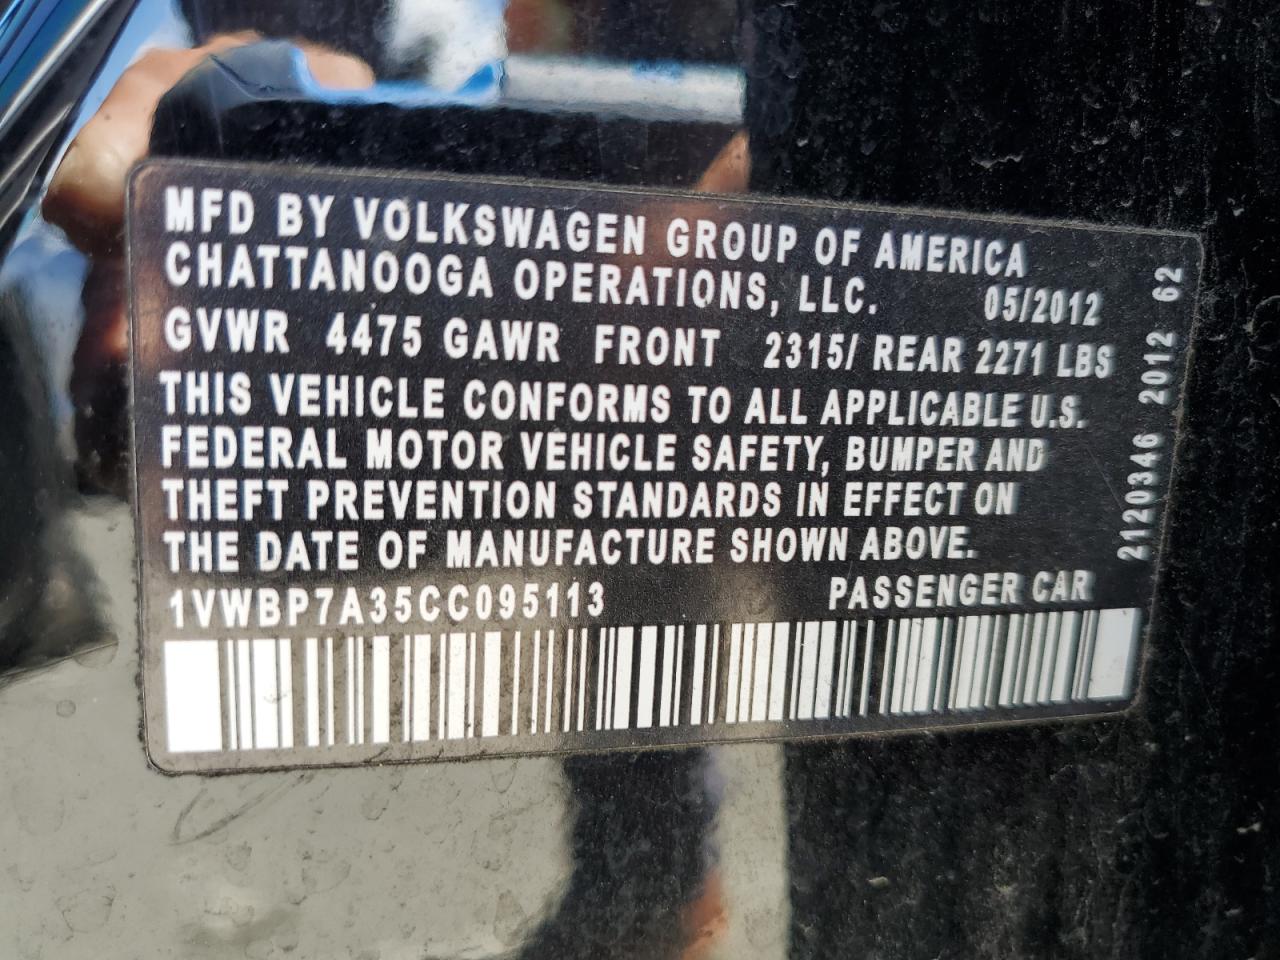 MFD BY VOLKSWAGEN GROUP OF AMERICA
CHATTANOOGA OPERATIONS, LLC. 05/2012
GVWR 4475 GAWR FRONT 2315/ REAR 2271 LBS
THIS VEHICLE CONFORMS TO ALL APPLICABLE U.S.
FEDERAL MOTOR VEHICLE SAFETY, BUMPER AND
THEFT PREVENTION STANDARDS IN EFFECT ON
THE DATE OF MANUFACTURE SHOWN ABOVE.
1VWBP7A35CC095113 PASSENGER CAR
2120346 2012 62